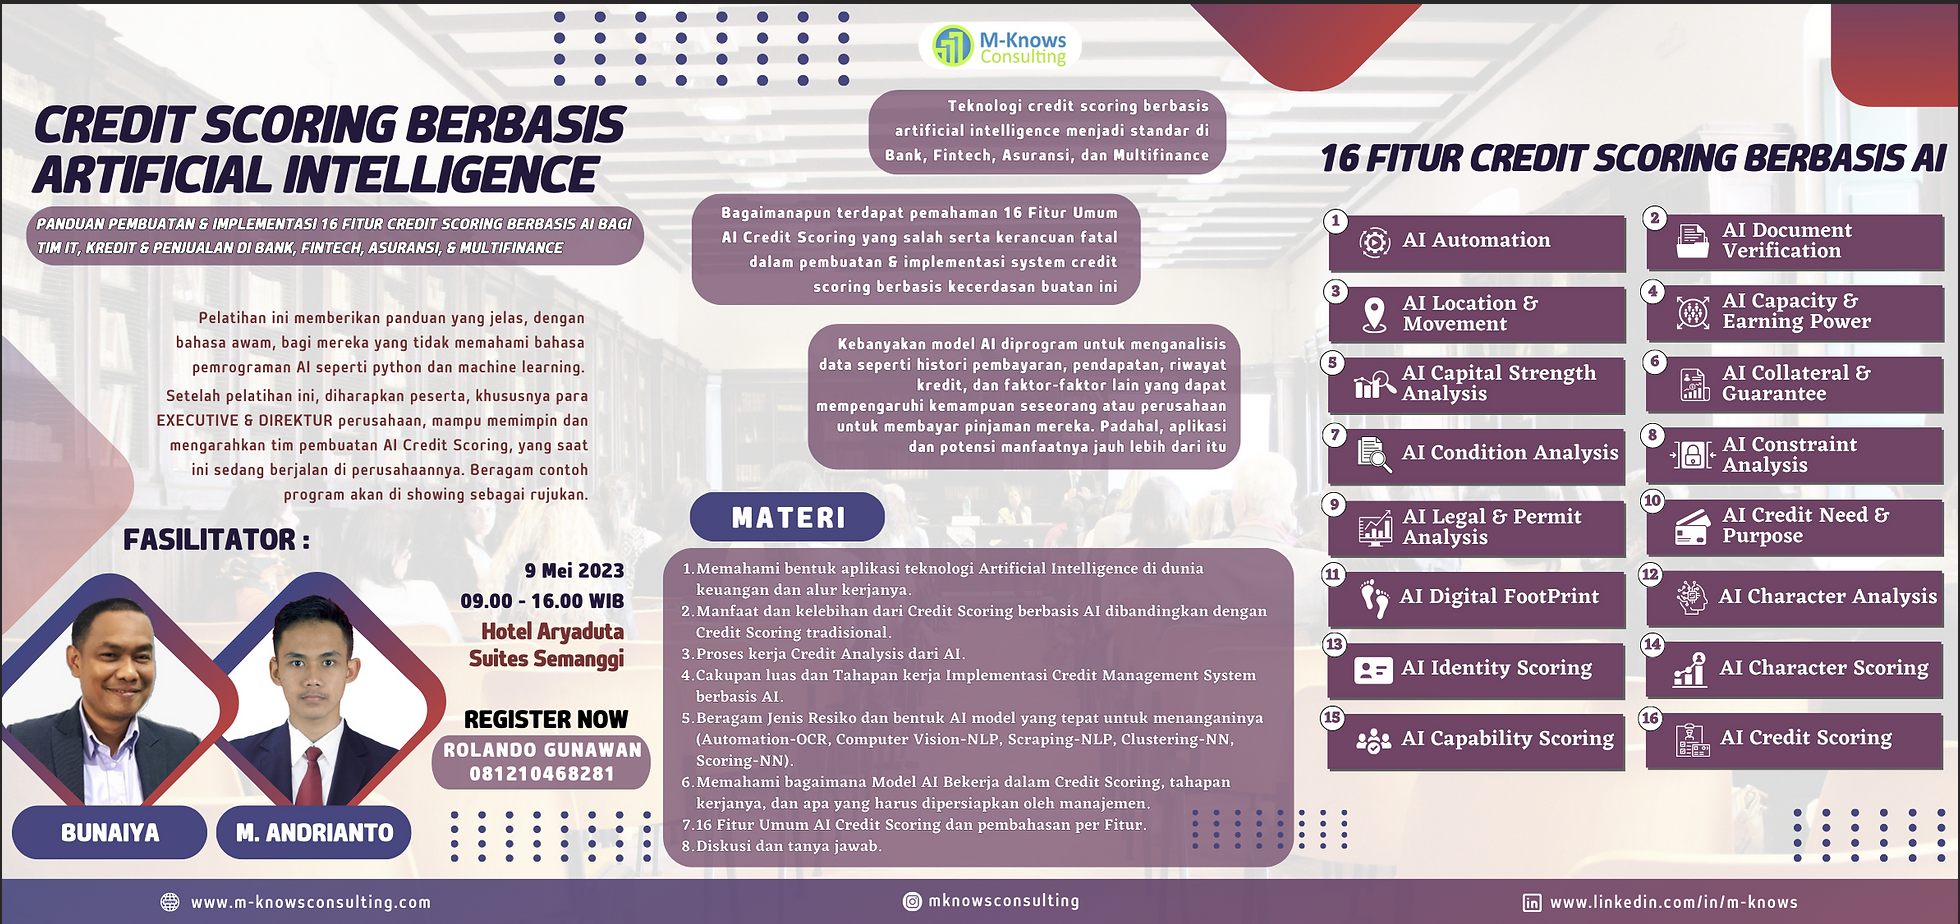 M-Knows
Consulting
CREDIT SCORING BERBASIS
ARTIFICIAL INTELLIGENCE
PANDUAN PEMBUATAN & IMPLEMENTASI 16 FITUR CREDIT SCORING BERBASIS AI BAGI
TIM IT, KREDIT & PENJUALAN DI BANK, FINTECH, ASURANSI, & MULTIFINANCE
Pelatihan ini memberikan panduan yang jelas, dengan
bahasa awam, bagi mereka yang tidak memahami bahasa
pemrograman AI seperti python dan machine learning.
Setelah pelatihan ini, diharapkan peserta, khususnya para
EXECUTIVE & DIREKTUR perusahaan, mampu memimpin dan
mengarahkan tim pembuatan AI Credit Scoring, yang saat
ini sedang berjalan di perusahaannya. Beragam contoh
program akan di showing sebagai rujukan.
FASILITATOR :
BUNAIYA
M. ANDRIANTO
9 Mei 2023
09.00 - 16.00 WIB
Hotel Aryaduta
Suites Semanggi
REGISTER NOW
ROLANDO GUNAWAN
081210468281
Teknologi credit scoring berbasis
artificial intelligence menjadi standar di
Bank, Fintech, Asuransi, dan Multifinance
Bagaimanapun terdapat pemahaman 16 Fitur Umum
AI Credit Scoring yang salah serta kerancuan fatal
dalam pembuatan & implementasi system credit
scoring berbasis kecerdasan buatan ini
Kebanyakan model AI diprogram untuk menganalisis
data seperti histori pembayaran, pendapatan, riwayat
kredit, dan faktor-faktor lain yang dapat
mempengaruhi kemampuan seseorang atau perusahaan
untuk membayar pinjaman mereka. Padahal, aplikasi
dan potensi manfaatnya jauh lebih dari itu
MATERI
1. Memahami bentuk aplikasi teknologi Artificial Intelligence di dunia
keuangan dan alur kerjanya.
2. Manfaat dan kelebihan dari Credit Scoring berbasis AI dibandingkan dengan
Credit Scoring tradisional.
3. Proses kerja Credit Analysis dari AI.
4. Cakupan luas dan Tahapan kerja Implementasi Credit Management System
berbasis AI.
5. Beragam Jenis Resiko dan bentuk AI model yang tepat untuk menanganinya
(Automation-OCR, Computer Vision-NLP, Scraping-NLP, Clustering-NN,
Scoring-NN).
6. Memahami bagaimana Model AI Bekerja dalam Credit Scoring, tahapan
kerjanya, dan apa yang harus dipersiapkan oleh manajemen.
7. 16 Fitur Umum AI Credit Scoring dan pembahasan per Fitur.
8. Diskusi dan tanya jawab.
16 FITUR CREDIT SCORING BERBASIS AI
1 AI Automation
2 AI Document
Verification
3 AI Location &
Movement
4 AI Capacity &
Earning Power
5 AI Capital Strength
Analysis
6 AI Collateral &
Guarantee
7 AI Condition Analysis
8 AI Constraint
Analysis
9 AI Legal & Permit
Analysis
10 AI Credit Need &
Purpose
11 AI Digital FootPrint
12 AI Character Analysis
13 AI Identity Scoring
14 AI Character Scoring
15 AI Capability Scoring
16 AI Credit Scoring
www.m-knowsconsulting.com
mknowsconsulting
www.linkedin.com/in/m-knows